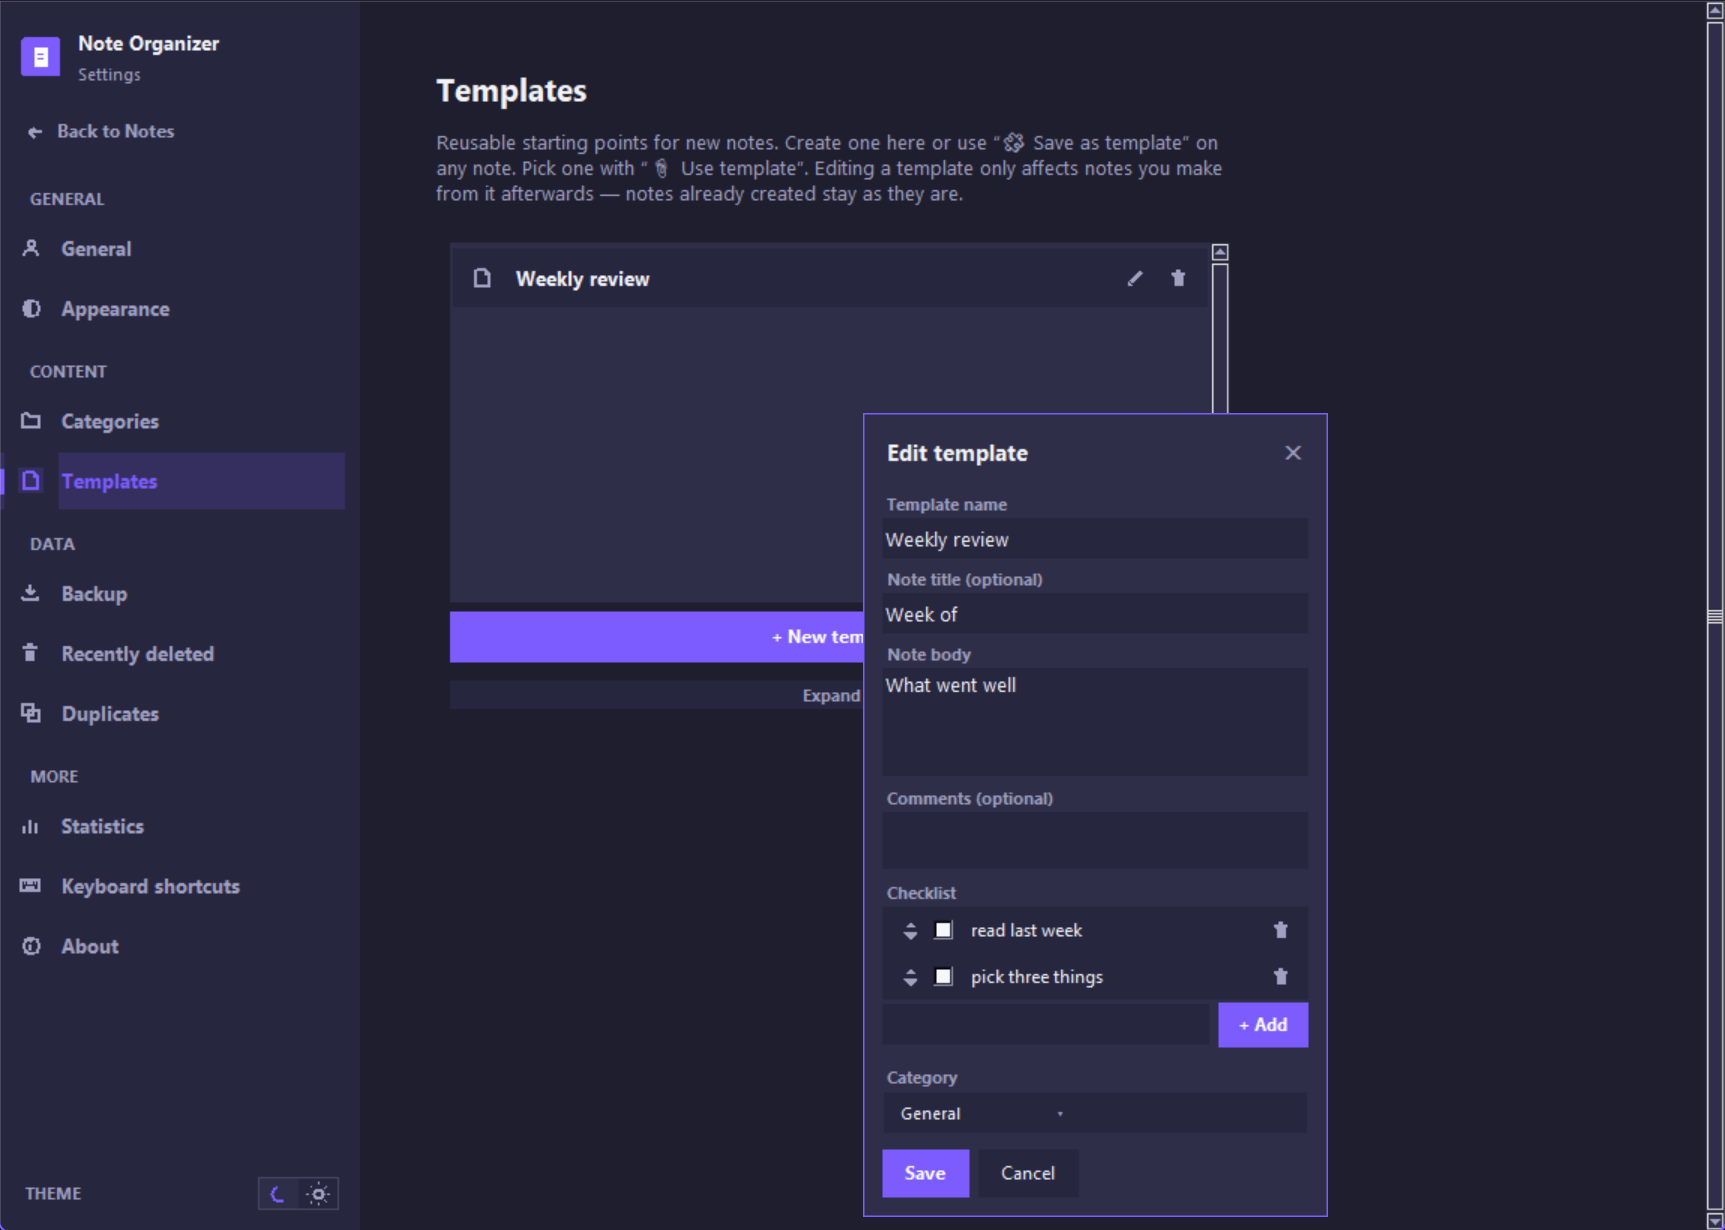 Note Organizer
Settings
Back to Notes
GENERAL
General
Appearance
CONTENT
Categories
Templates
DATA
Backup
Recently deleted
Duplicates
MORE
Statistics
Keyboard shortcuts
About
THEME
Templates
Reusable starting points for new notes. Create one here or use “ Save as template” on
any note. Pick one with “ Use template”. Editing a template only affects notes you make
from it afterwards — notes already created stay as they are.
Weekly review
+ New tem
Expand
Edit template
Template name
Weekly review
Note title (optional)
Week of
Note body
What went well
Comments (optional)
Checklist
read last week
pick three things
+ Add
Category
General
Save
Cancel